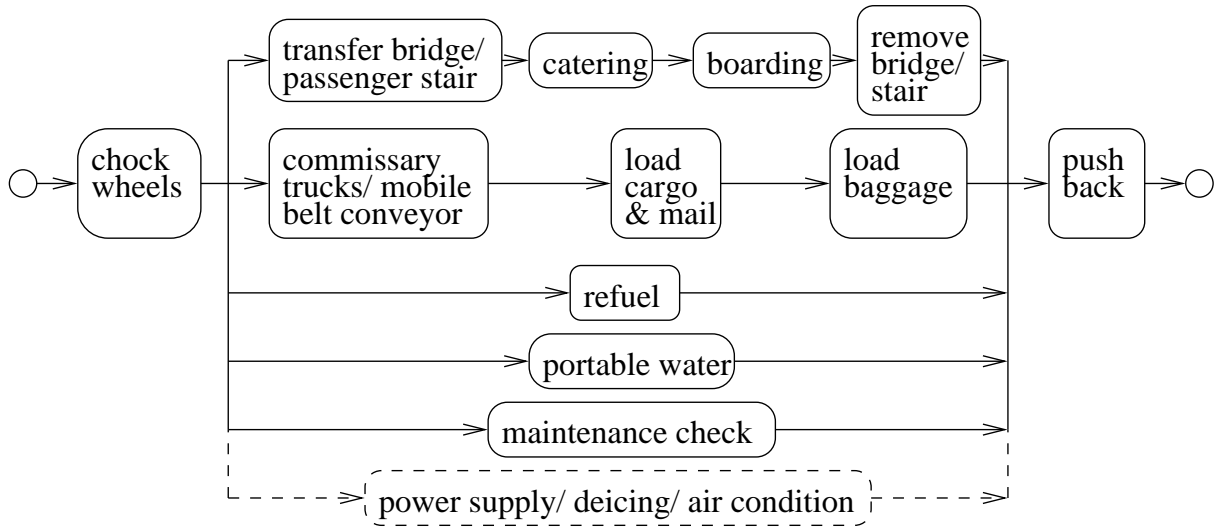 transfer bridge/
passenger stair
catering
boarding
remove
bridge/
stair
chock
wheels
commissary
trucks/ mobile
belt conveyor
load
cargo
& mail
load
baggage
push
back
refuel
portable water
maintenance check
power supply/ deicing/ air condition